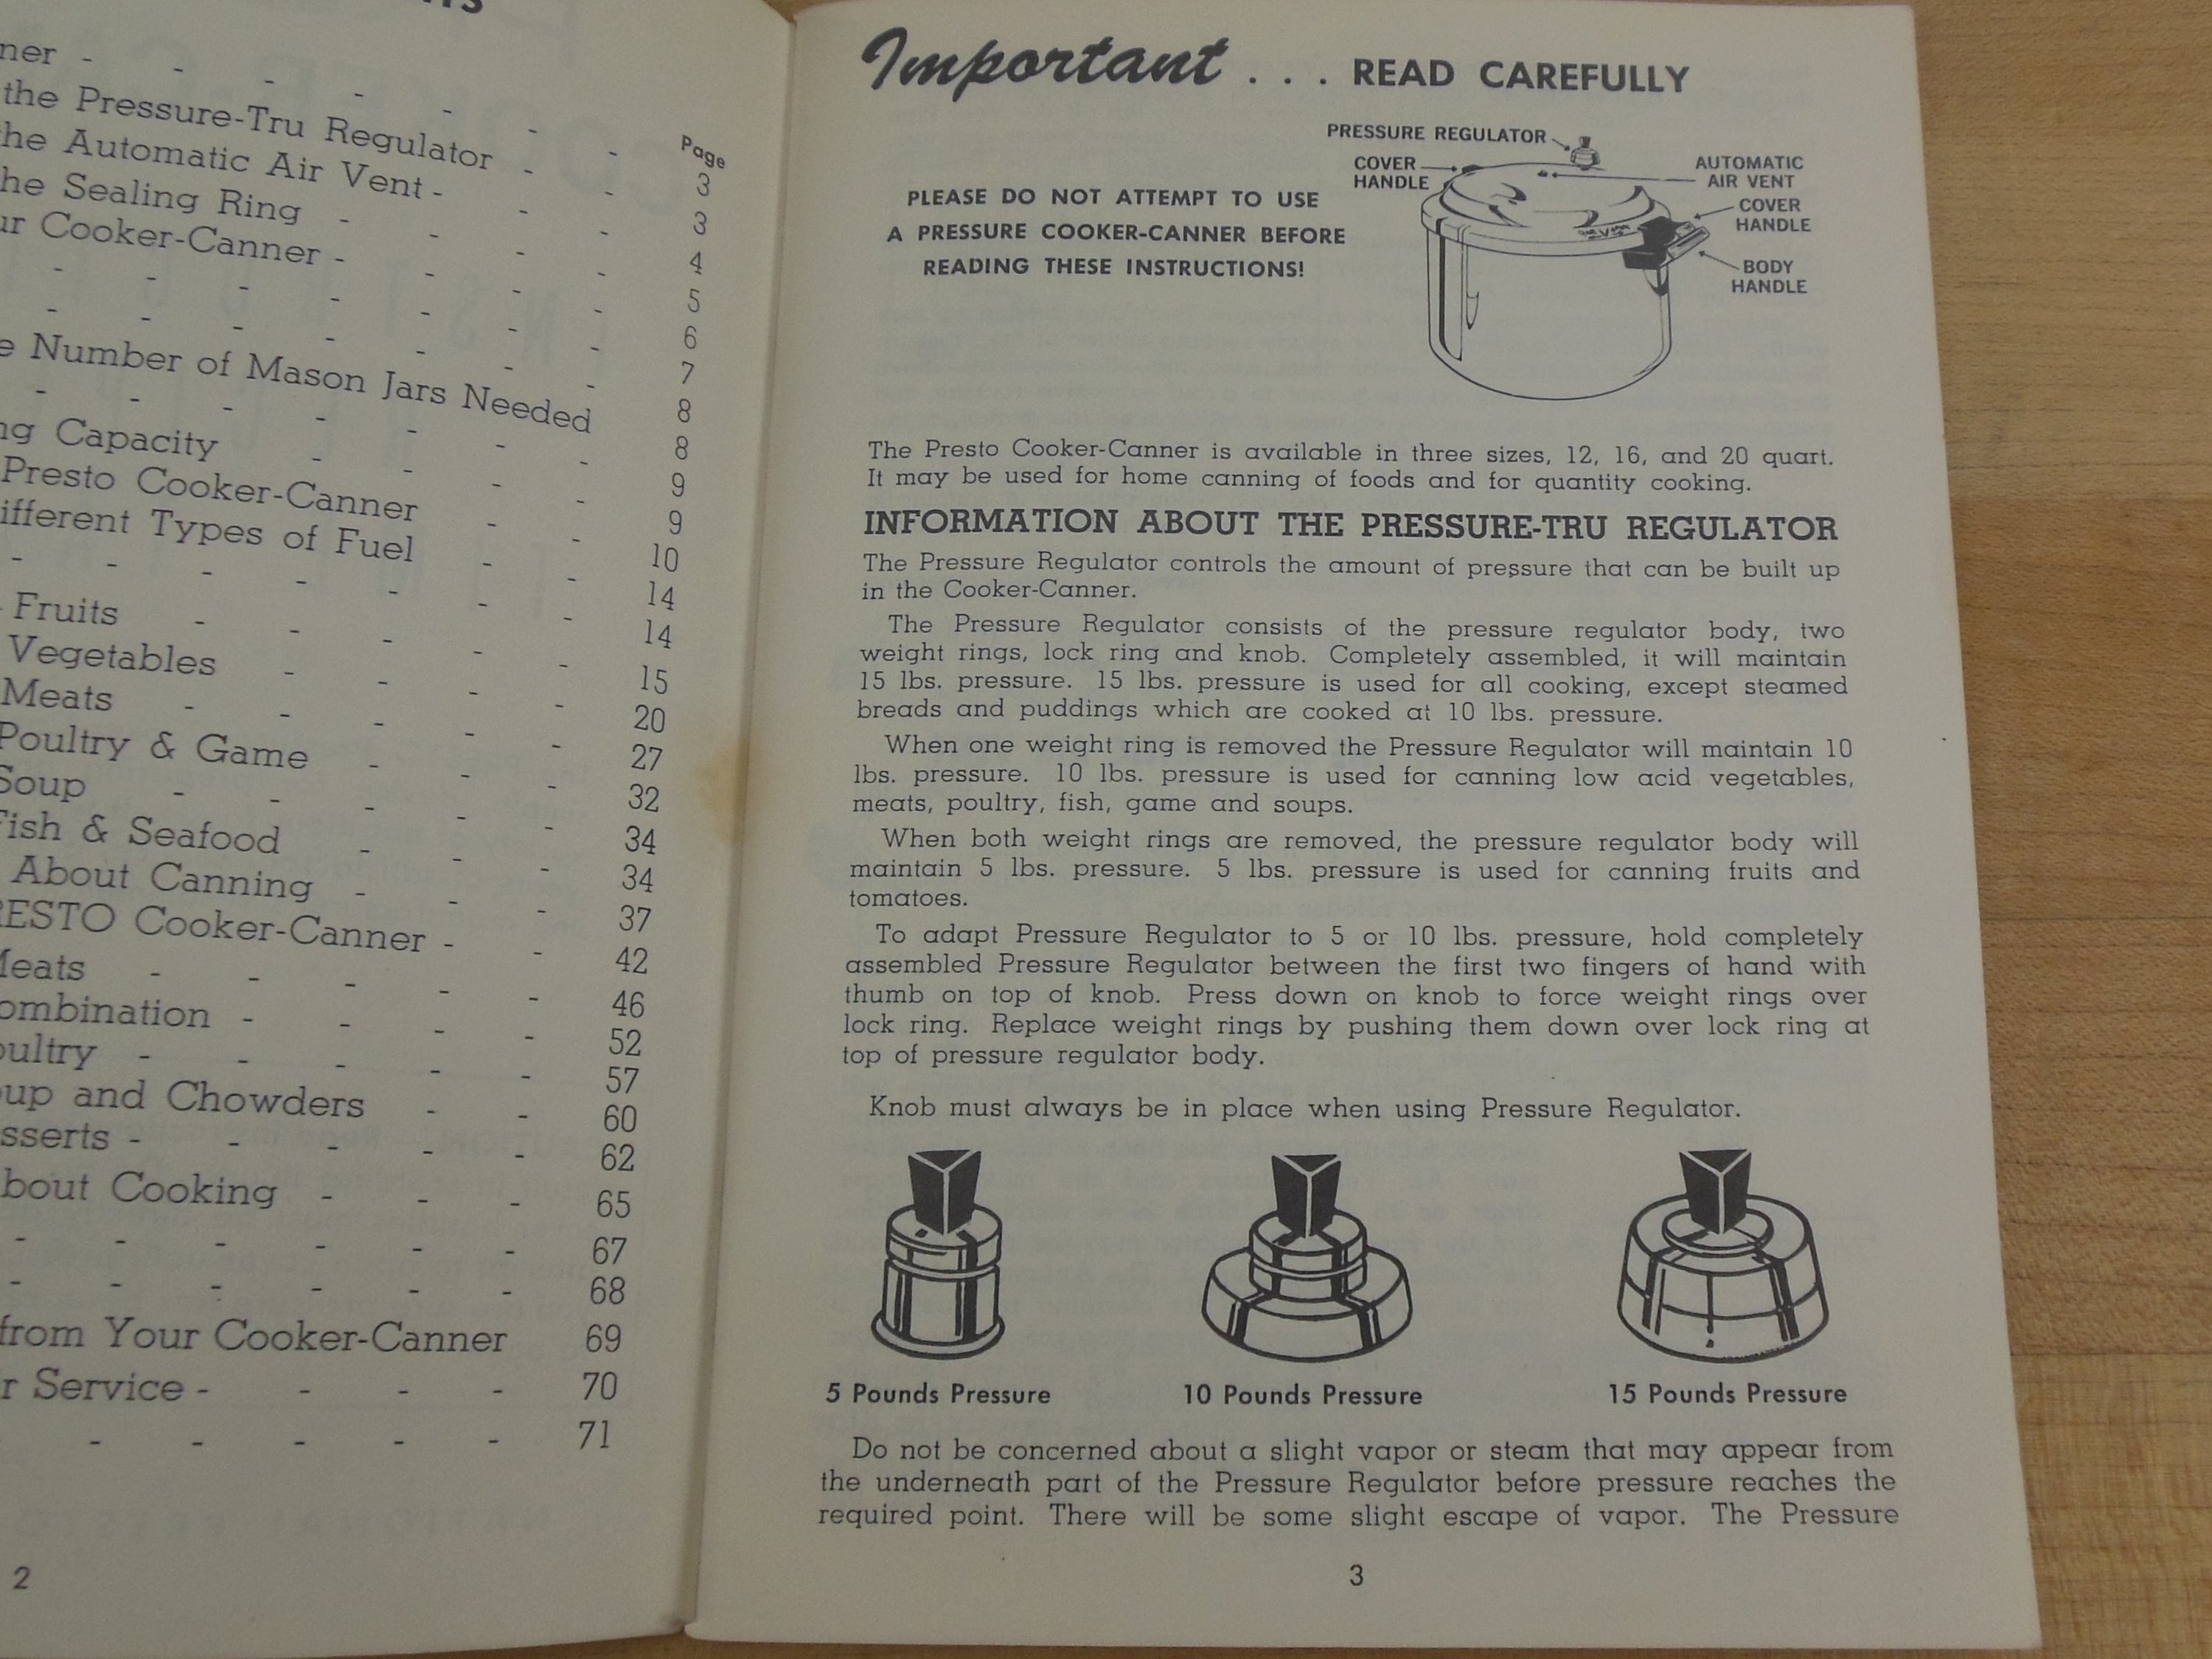 Page
ner - - - - - - - 3
the Pressure-Tru Regulator - - 3
he Automatic Air Vent - - - 4
he Sealing Ring - - - - 5
ur Cooker-Canner - - - - 6
- - - - - - - 7
e Number of Mason Jars Needed 8
- - - - - - - 8
ng Capacity - - - - 9
Presto Cooker-Canner - - 9
ifferent Types of Fuel - - 10
- - - - - - - 14
Fruits - - - - - 14
Vegetables - - - - 15
Meats - - - - - 20
Poultry & Game - - - 27
Soup - - - - - 32
Fish & Seafood - - - 34
About Canning - - - 34
RESTO Cooker-Canner - - 37
Meats - - - - - 42
ombination - - - - 46
oultry - - - - - 52
57
oup and Chowders - - 60
sserts - - - - - 62
bout Cooking - - - 65
- - - - - - 67
- - - - - - 68
from Your Cooker-Canner 69
r Service - - - - 70
- - - - - 71
2
Important . . . READ CAREFULLY
PLEASE DO NOT ATTEMPT TO USE
A PRESSURE COOKER-CANNER BEFORE
READING THESE INSTRUCTIONS!
PRESSURE REGULATOR
COVER
HANDLE
AUTOMATIC
AIR VENT
COVER
HANDLE
BODY
HANDLE
The Presto Cooker-Canner is available in three sizes, 12, 16, and 20 quart.
It may be used for home canning of foods and for quantity cooking.
INFORMATION ABOUT THE PRESSURE-TRU REGULATOR
The Pressure Regulator controls the amount of pressure that can be built up
in the Cooker-Canner.
The Pressure Regulator consists of the pressure regulator body, two
weight rings, lock ring and knob. Completely assembled, it will maintain
15 lbs. pressure. 15 lbs. pressure is used for all cooking, except steamed
breads and puddings which are cooked at 10 lbs. pressure.
When one weight ring is removed the Pressure Regulator will maintain 10
lbs. pressure. 10 lbs. pressure is used for canning low acid vegetables,
meats, poultry, fish, game and soups.
When both weight rings are removed, the pressure regulator body will
maintain 5 lbs. pressure. 5 lbs. pressure is used for canning fruits and
tomatoes.
To adapt Pressure Regulator to 5 or 10 lbs. pressure, hold completely
assembled Pressure Regulator between the first two fingers of hand with
thumb on top of knob. Press down on knob to force weight rings over
lock ring. Replace weight rings by pushing them down over lock ring at
top of pressure regulator body.
Knob must always be in place when using Pressure Regulator.
5 Pounds Pressure
10 Pounds Pressure
15 Pounds Pressure
Do not be concerned about a slight vapor or steam that may appear from
the underneath part of the Pressure Regulator before pressure reaches the
required point. There will be some slight escape of vapor. The Pressure
3